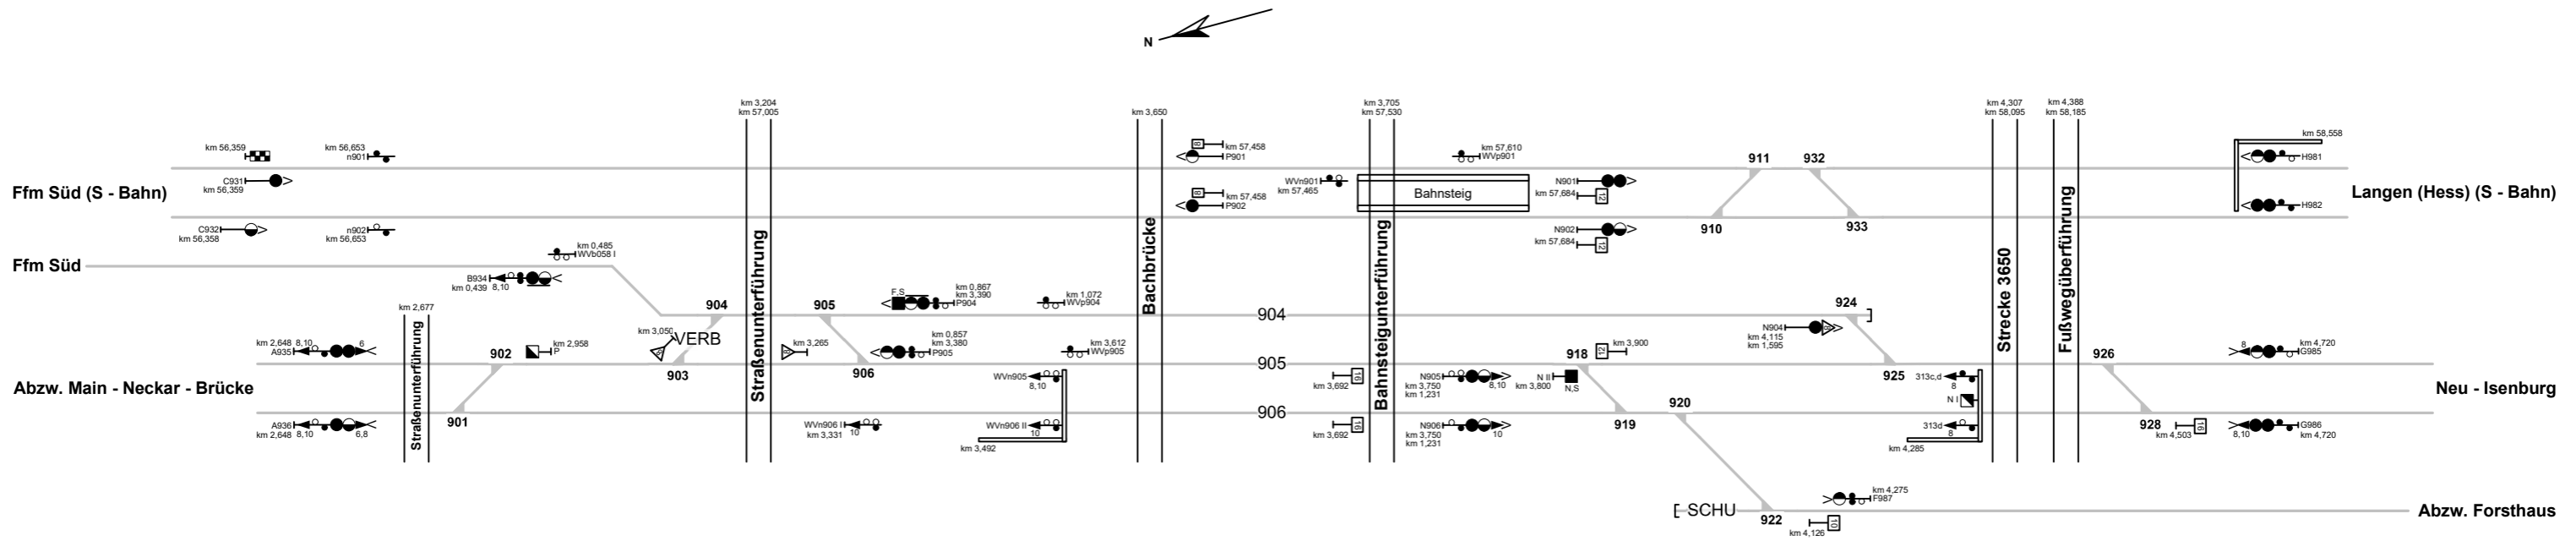 N
km 3,204
km 57,005
km 3,650
km 3,705
km 57,530
km 4,307
km 58,095
km 4,388
km 58,185
km 56,359
km 56,653
n901
8
km 57,458
P901
km 57,610
WVp901
911
932
km 58,558
H981
Ffm Süd (S - Bahn)
C931
km 56,359
WVn901
km 57,465
Bahnsteig
N901
km 57,684
12
Langen (Hess) (S - Bahn)
8
km 57,458
P902
H982
C932
km 56,358
n902
km 56,653
N902
km 57,684
12
910
933
Ffm Süd
km 0,485
WVb058 I
B934
km 0,439
8,10
Straßenunterführung
Bachbrücke
Bahnsteigunterführung
Strecke 3650
Fußwegüberführung
km 2,677
Straßenunterführung
904
905
F,S
km 0,867
km 3,390
P904
km 1,072
WVp904
904
924
N904
km 4,115
km 1,595
8
km 2,648
A935
8,10
6
902
km 2,958
P
km 3,050
VERB
km 3,265
8
km 0,857
km 3,380
P905
km 3,612
WVp905
918
12
km 3,900
926
8
km 4,720
G985
Abzw. Main - Neckar - Brücke
903
906
WVn905
8,10
905
km 3,692
16
N905
km 3,750
km 1,231
8,10
N II
km 3,800
N,S
925
313c,d
8
N I
Neu - Isenburg
901
906
920
A936
km 2,648
8,10
6,8
WVn906 I
km 3,331
10
WVn906 II
10
km 3,492
km 3,692
16
N906
km 3,750
km 1,231
10
919
313d
8
km 4,285
928
km 4,503
16
8,10
G986
km 4,720
km 4,275
F987
SCHU
922
km 4,126
10
Abzw. Forsthaus